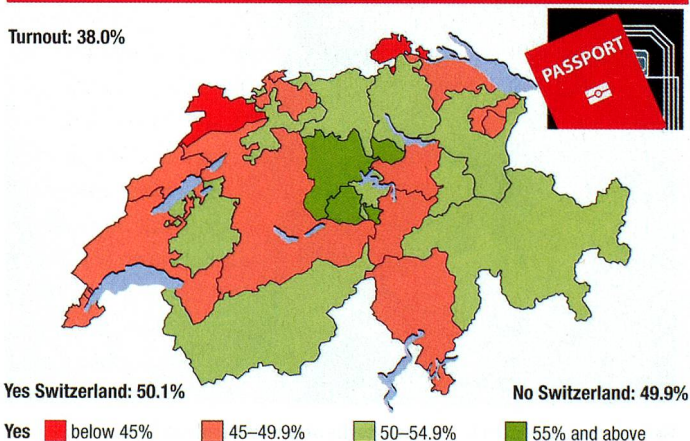 Turnout: 38.0%
PASSPORT
Yes Switzerland: 50.1%
No Switzerland: 49.9%
Yes below 45% 45–49.9% 50–54.9% 55% and above